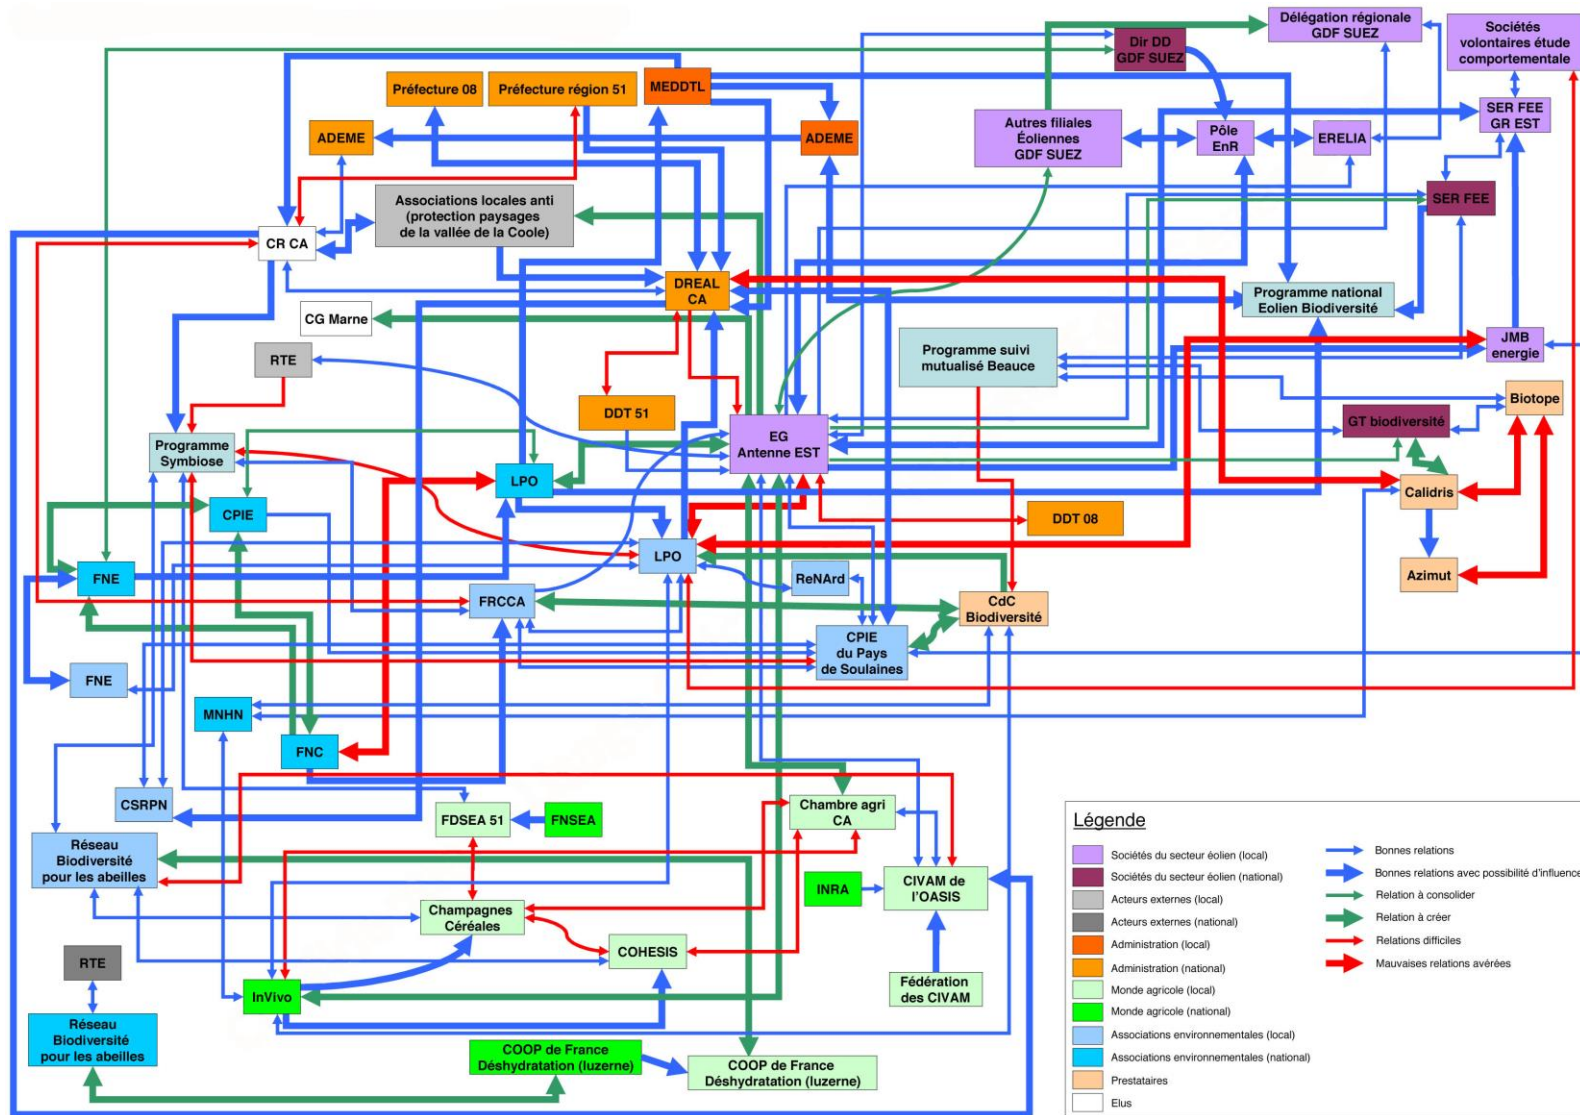 Délégation régionale
GDF SUEZ
Sociétés
volontaires étude
comportementale
Dir DD
GDF SUEZ
Préfecture 08
Préfecture région 51
MEDDTL
ADEME
ADEME
Autres filiales
Éoliennes
GDF SUEZ
Pôle
EnR
ERELIA
SER FEE
GR EST
SER FEE
Associations locales anti
(protection paysages
de la vallée de la Coole)
CR CA
DREAL
CA
Programme national
Eolien Biodiversité
CG Marne
RTE
Programme suivi
mutualisé Beauce
JMB
energie
DDT 51
Biotope
GT biodiversité
EG
Antenne EST
Programme
Symbiose
LPO
Calidris
CPIE
DDT 08
LPO
FNE
ReNArd
Azimut
FRCCA
CdC
Biodiversité
CPIE
du Pays
de Soulaines
FNE
MNHN
FNC
CSRPN
FDSEA 51
FNSEA
Chambre agri
CA
Réseau
Biodiversité
pour les abeilles
INRA
CIVAM de
l'OASIS
Champagnes
Céréales
COHESIS
RTE
InVivo
Fédération
des CIVAM
Réseau
Biodiversité
pour les abeilles
COOP de France
Déshydratation (luzerne)
COOP de France
Déshydratation (luzerne)
Légende
Sociétés du secteur éolien (local)
Sociétés du secteur éolien (national)
Acteurs externes (local)
Acteurs externes (national)
Administration (local)
Administration (national)
Monde agricole (local)
Monde agricole (national)
Associations environnementales (local)
Associations environnementales (national)
Prestataires
Elus
Bonnes relations
Bonnes relations avec possibilité d'influence
Relation à consolider
Relation à créer
Relations difficiles
Mauvaises relations avérées